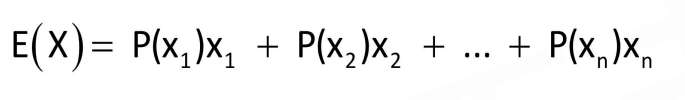 E(X) = P(x₁)x₁ + P(x₂)x₂ + ... + P(xₙ)xₙ